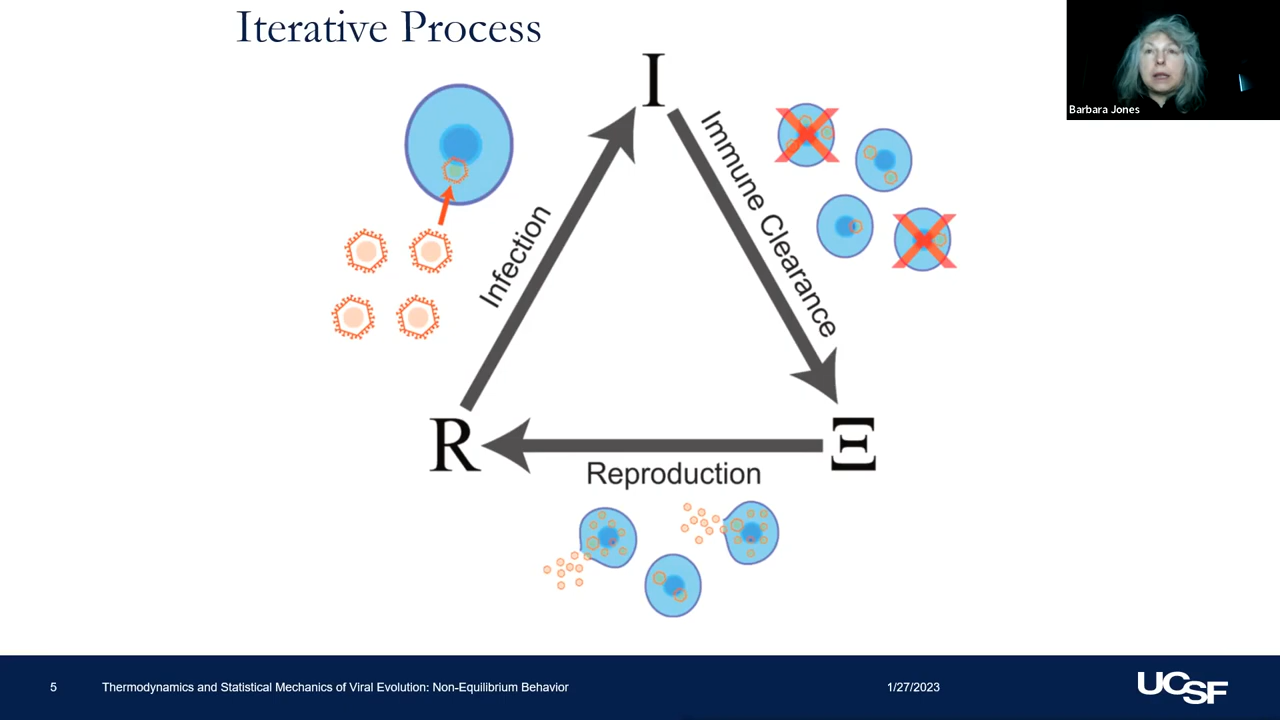 Iterative Process
Barbara Jones
I
Infection
Immune Clearance
R
Ξ
Reproduction
5
Thermodynamics and Statistical Mechanics of Viral Evolution: Non-Equilibrium Behavior
1/27/2023
UCSF